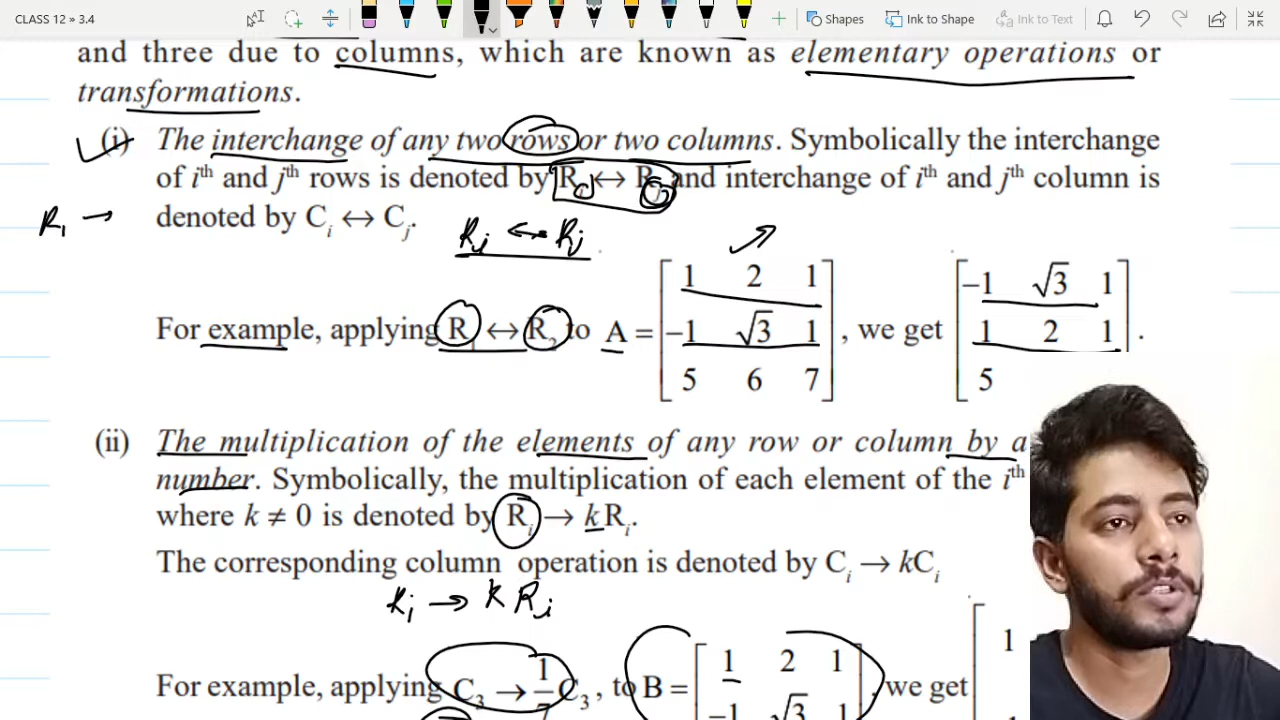 CLASS 12 » 3.4
Shapes Ink to Shape Ink to Text
and three due to columns, which are known as elementary operations or
transformations.
(i) The interchange of any two rows or two columns. Symbolically the interchange
of iᵗʰ and jᵗʰ rows is denoted by Rᵢ ↔ Rⱼ and interchange of iᵗʰ and jᵗʰ column is
R₁ → denoted by Cᵢ ↔ Cⱼ.
Rᵢ ↔ Rⱼ
1 2 1 −1 √3 1
For example, applying R₁ ↔ R₂ to A = −1 √3 1 , we get 1 2 1 .
5 6 7 5
(ii) The multiplication of the elements of any row or column by a
number. Symbolically, the multiplication of each element of the iᵗʰ
where k ≠ 0 is denoted by Rᵢ → kRᵢ.
The corresponding column operation is denoted by Cᵢ → kCᵢ
Rᵢ → k Rᵢ
1 2 1 1
For example, applying C₃ → 1/7 C₃ , to B = , we get
−1 √3 1